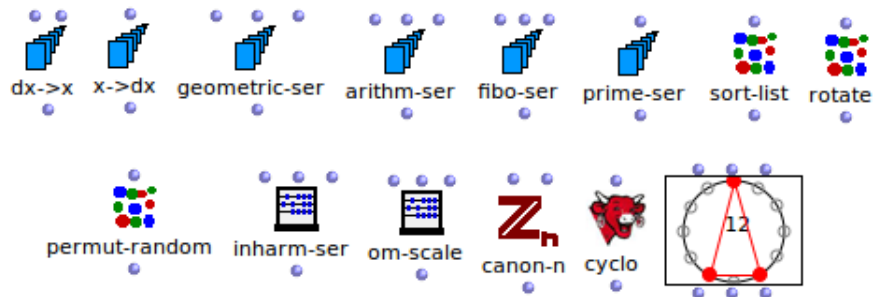 dx->x x->dx geometric-ser arithm-ser fibo-ser prime-ser sort-list rotate
permut-random inharm-ser om-scale Zn canon-n cyclo 12